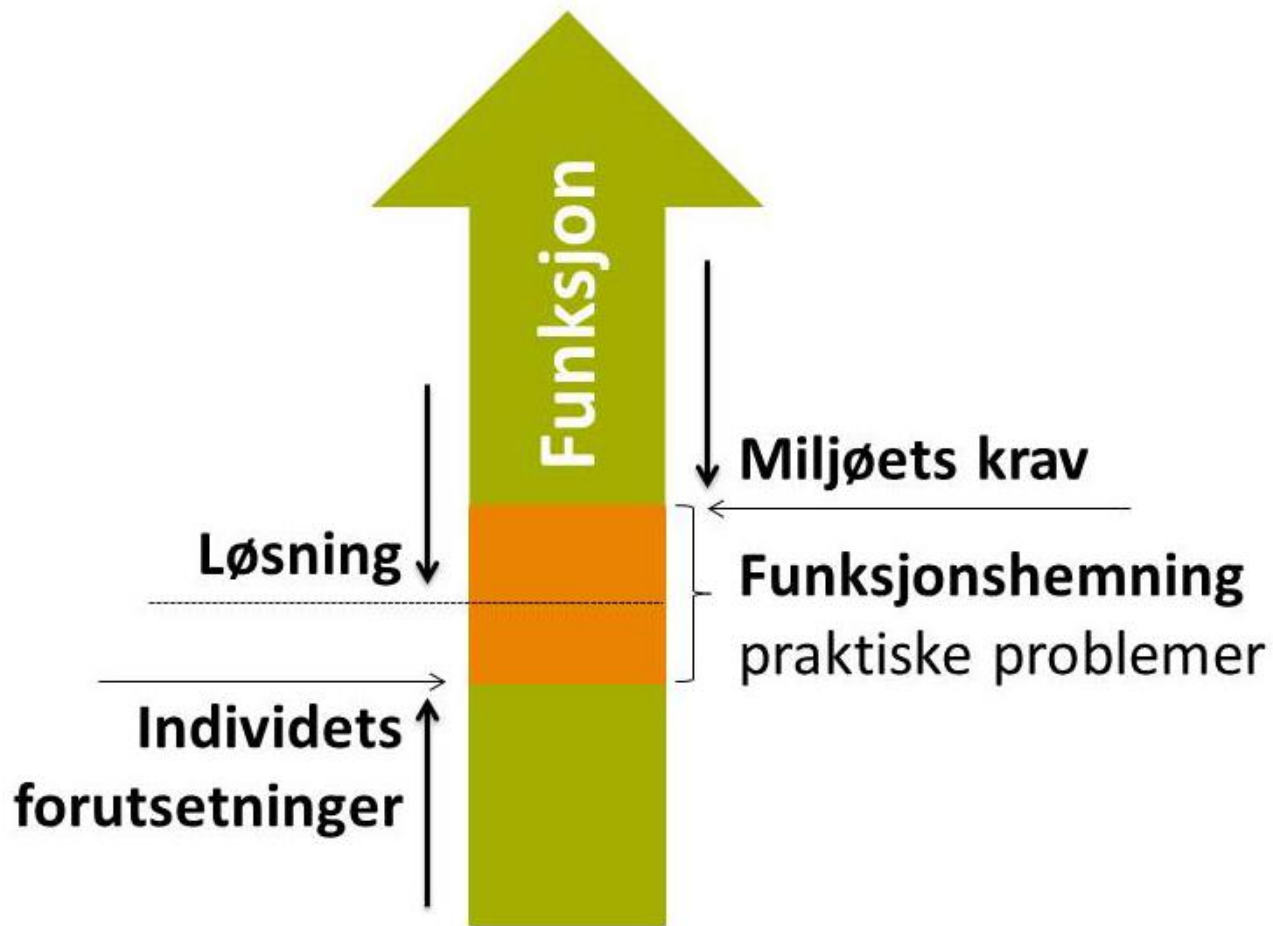 Funksjon
Miljøets krav
Løsning
Funksjonshemning
praktiske problemer
Individets
forutsetninger